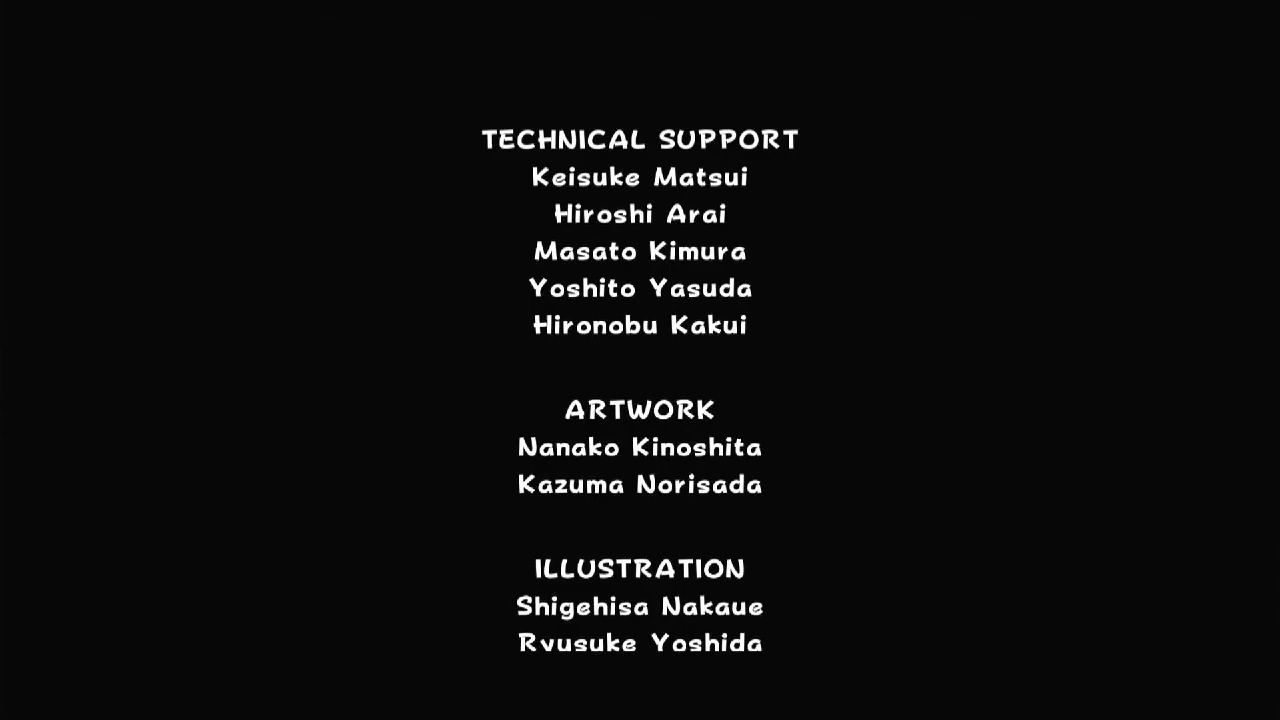 TECHNICAL SUPPORT
Keisuke Matsui
Hiroshi Arai
Masato Kimura
Yoshito Yasuda
Hironobu Kakui
ARTWORK
Nanako Kinoshita
Kazuma Norisada
ILLUSTRATION
Shigehisa Nakaue
Ryusuke Yoshida